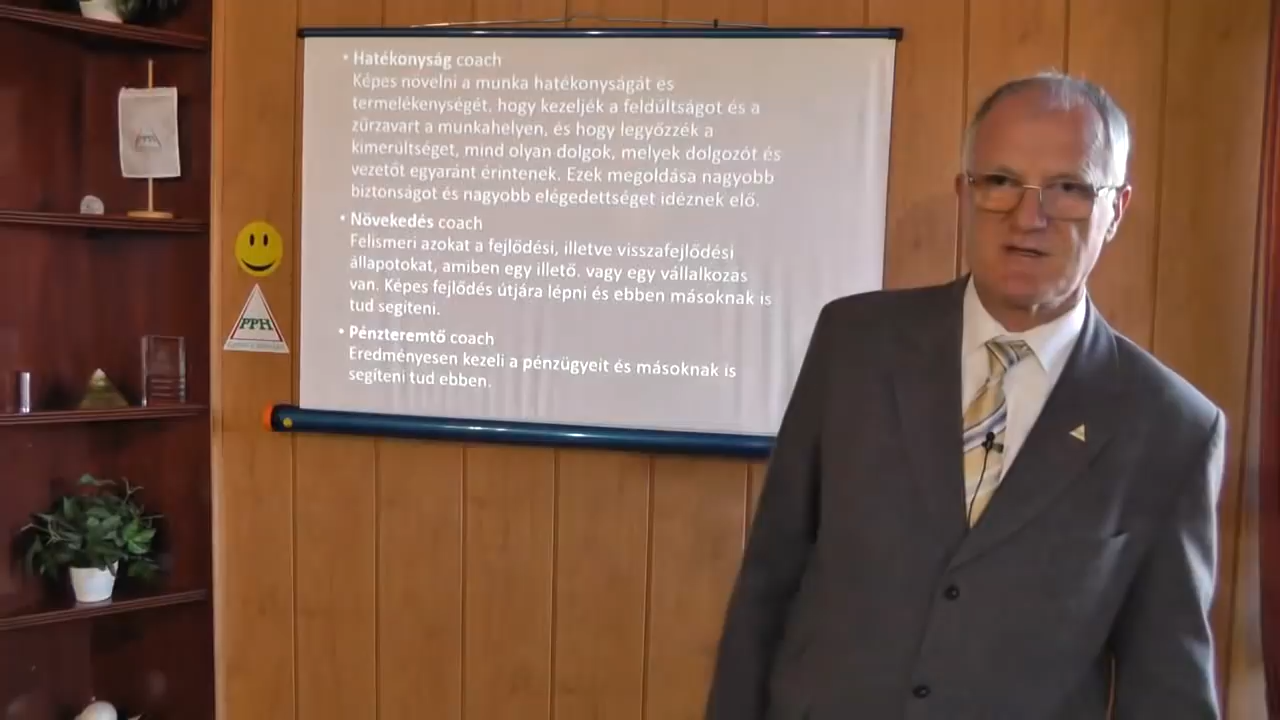 • Hatékonyság coach
Képes növelni a munka hatékonyságát és
termelékenységét, hogy kezeljék a feldúltságot és a
zűrzavart a munkahelyen, és hogy legyőzzék a
kimerültséget, mind olyan dolgok, melyek dolgozót és
vezetőt egyaránt érintenek. Ezek megoldása nagyobb
biztonságot és nagyobb elégedettséget idéznek elő.
• Növekedés coach
Felismeri azokat a fejlődési, illetve visszafejlődési
állapotokat, amiben egy illető. vagy egy vállalkozás
van. Képes fejlődés útjára lépni és ebben másoknak is
tud segíteni.
• Pénzteremtő coach
Eredményesen kezeli a pénzügyeit és másoknak is
segíteni tud ebben.
PPH
PPH